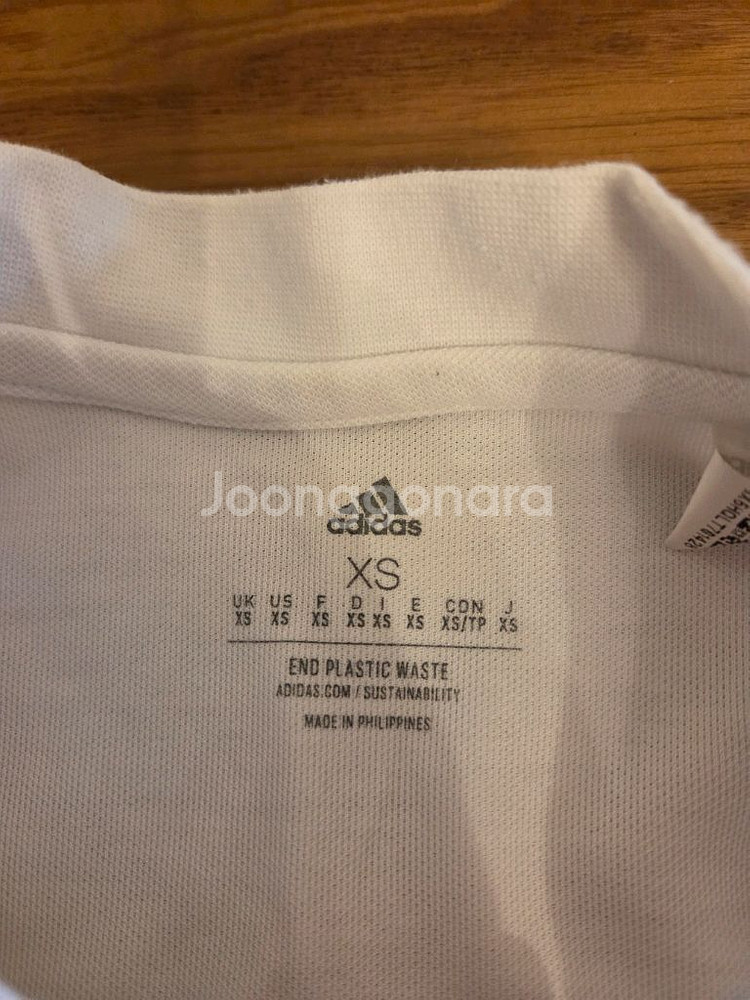 Joonggonara
adidas
XS
UK US F D I E CON J
XS XS XS XS XS XS XS/TP XS
END PLASTIC WASTE
ADIDAS.COM / SUSTAINABILITY
MADE IN PHILIPPINES